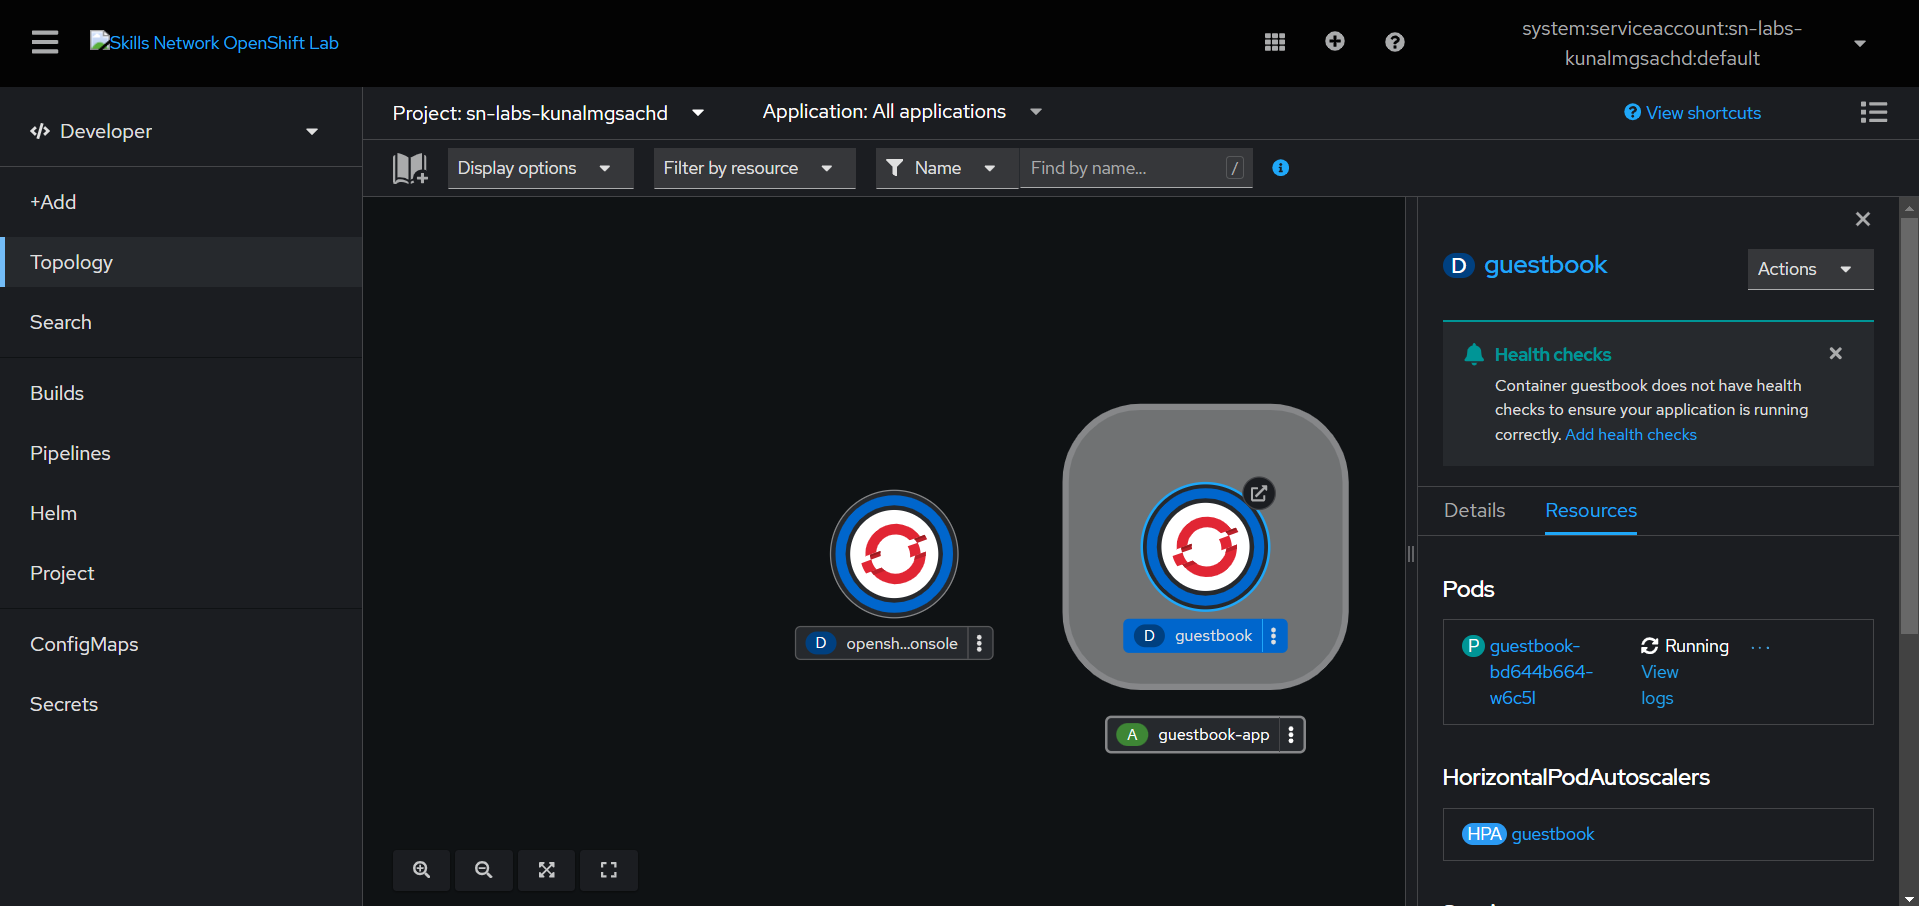 Skills Network OpenShift Lab
system:serviceaccount:sn-labs-
kunalmgsachd:default
Developer
+Add
Topology
Search
Builds
Pipelines
Helm
Project
ConfigMaps
Secrets
Project: sn-labs-kunalmgsachd
Application: All applications
View shortcuts
Display options
Filter by resource
Name
Find by name...
/
D opensh...onsole
D guestbook
A guestbook-app
D guestbook
Actions
Health checks
Container guestbook does not have health
checks to ensure your application is running
correctly. Add health checks
Details
Resources
Pods
P guestbook-
bd644b664-
w6c5l
Running
View
logs
HorizontalPodAutoscalers
HPA guestbook